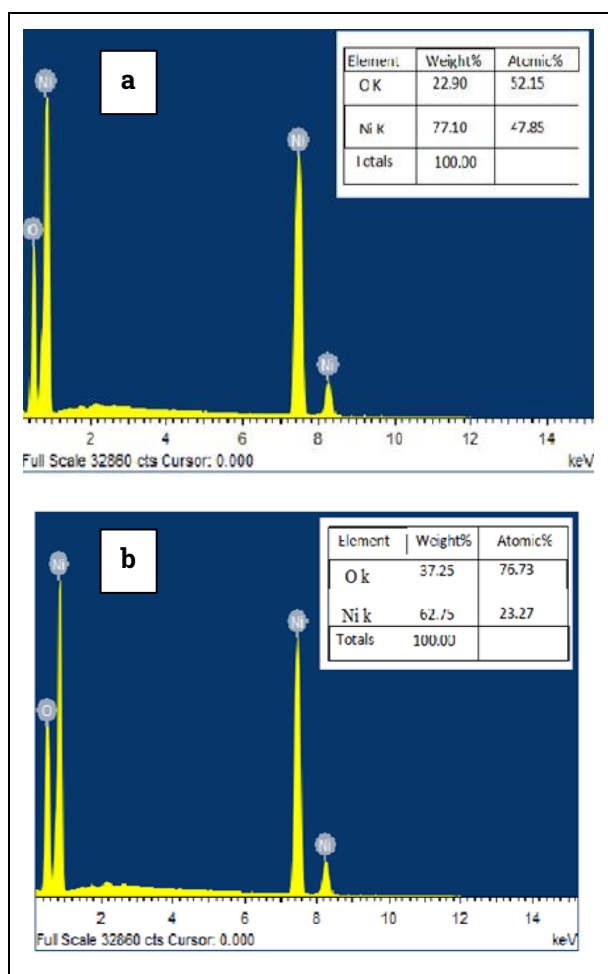 a
Element Weight% Atomic%
O K 22.90 52.15
Ni K 77.10 47.85
Totals 100.00
Ni
Ni
O
Ni
2 4 6 8 10 12 14
Full Scale 32860 cts Cursor: 0.000 keV
b
Element Weight% Atomic%
O k 37.25 76.73
Ni k 62.75 23.27
Totals 100.00
Ni
Ni
O
Ni
2 4 6 8 10 12 14
Full Scale 32860 cts Cursor: 0.000 keV